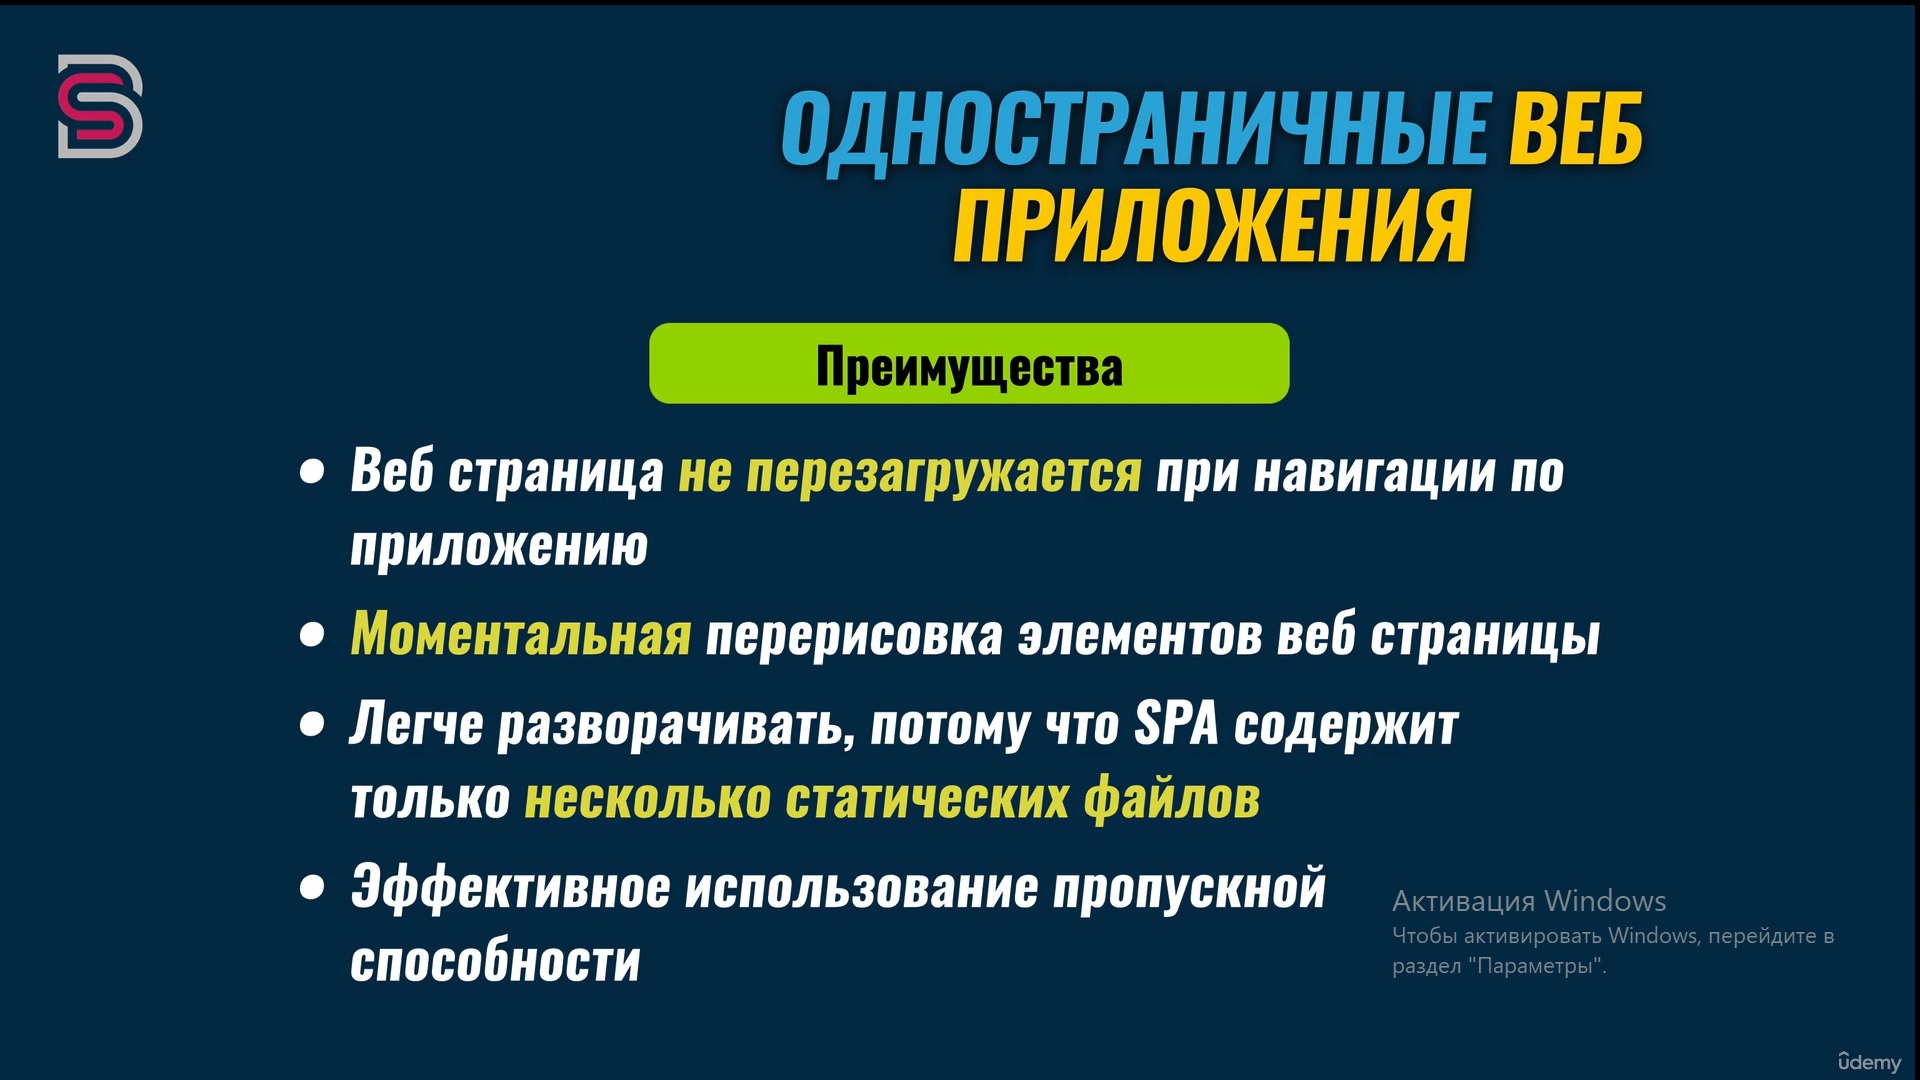 ОДНОСТРАНИЧНЫЕ ВЕБ
ПРИЛОЖЕНИЯ
Преимущества
• Веб страница не перезагружается при навигации по
приложению
• Моментальная перерисовка элементов веб страницы
• Легче разворачивать, потому что SPA содержит
только несколько статических файлов
• Эффективное использование пропускной
способности
Активация Windows
Чтобы активировать Windows, перейдите в
раздел "Параметры".
ûdemy